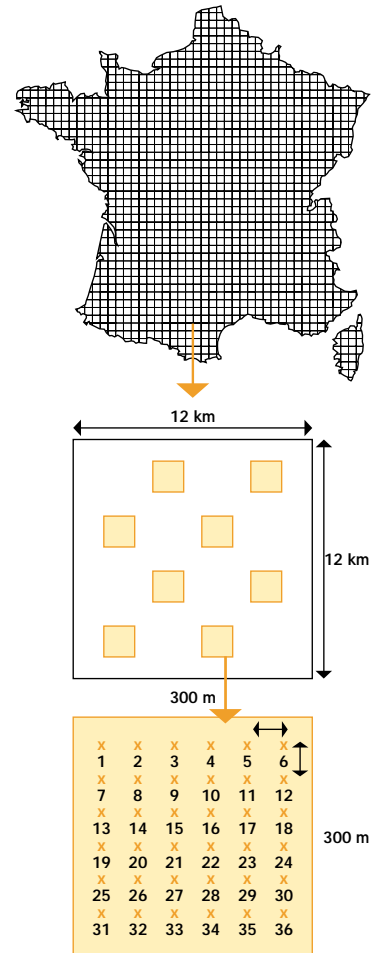 12 km
12 km
300 m
x x x x x x
1 2 3 4 5 6
x x x x x x
7 8 9 10 11 12
x x x x x x
13 14 15 16 17 18
x x x x x x
19 20 21 22 23 24
x x x x x x
25 26 27 28 29 30
x x x x x x
31 32 33 34 35 36
300 m